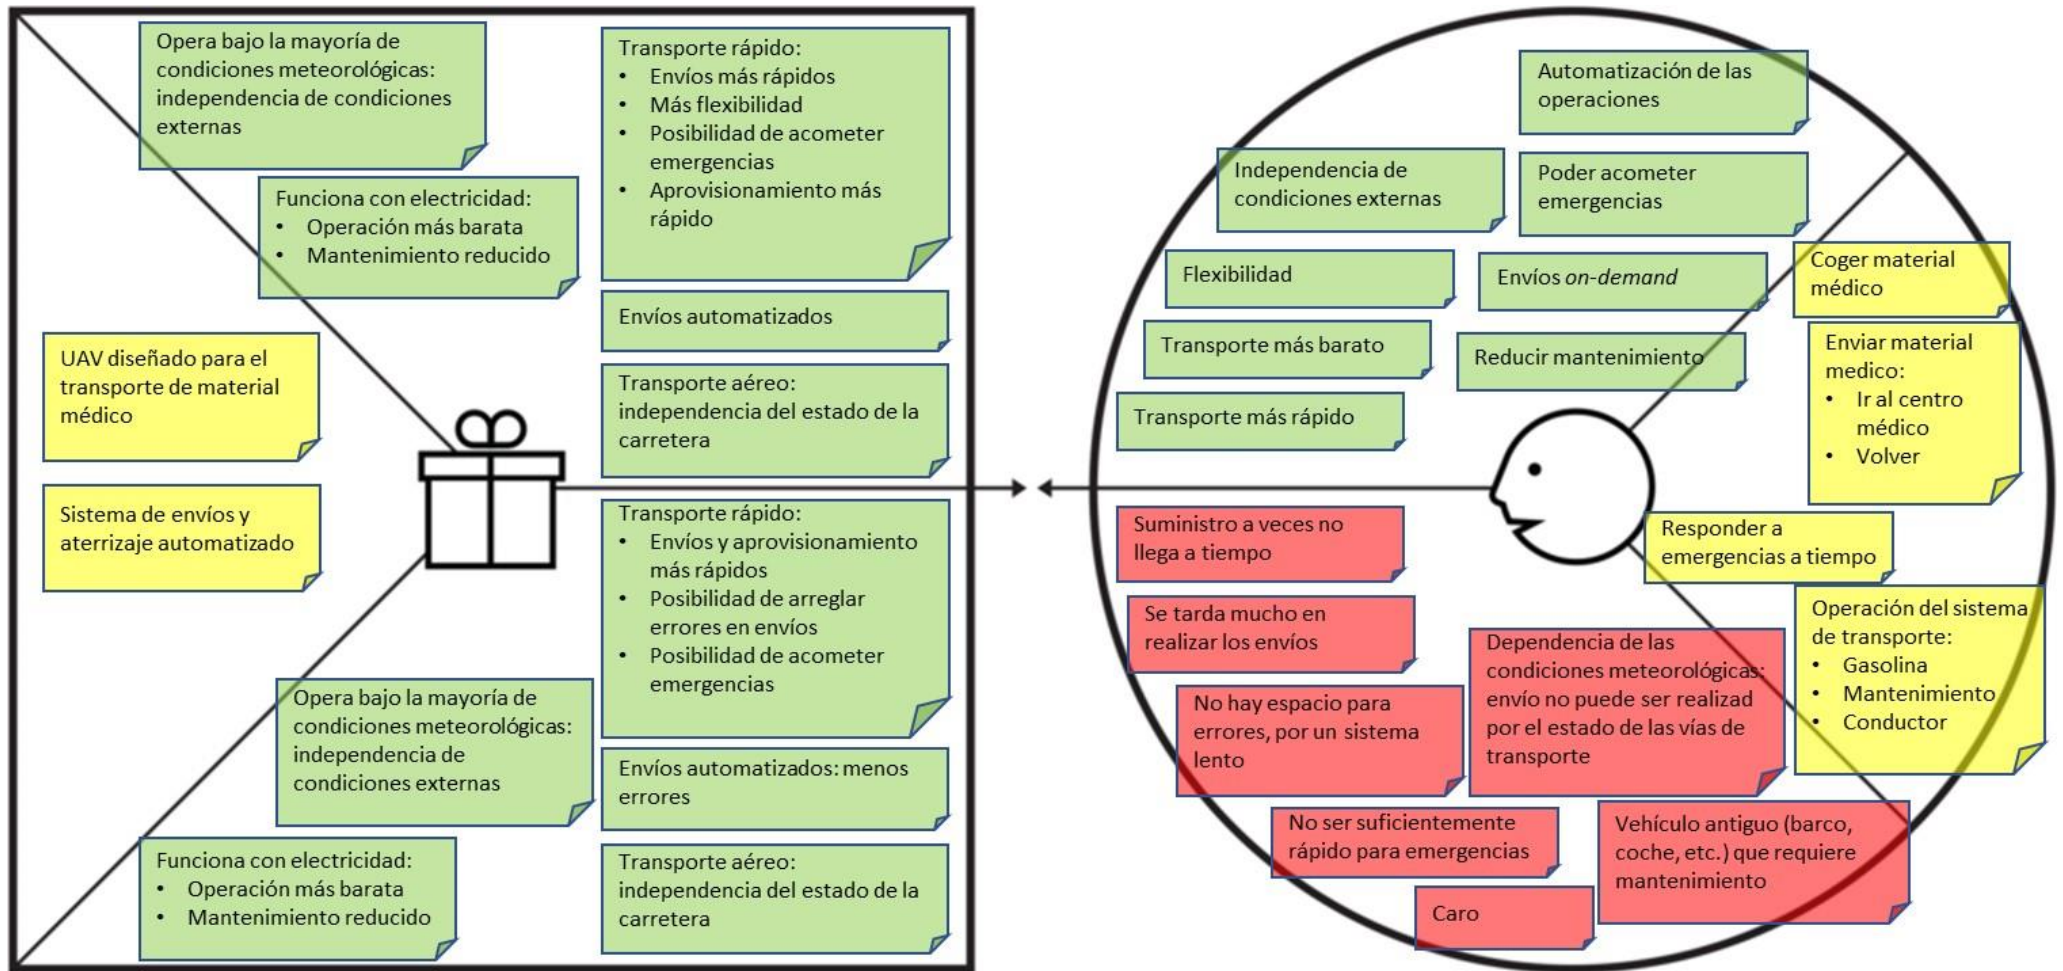 Opera bajo la mayoría de
condiciones meteorológicas:
independencia de condiciones
externas
Funciona con electricidad:
• Operación más barata
• Mantenimiento reducido
Transporte rápido:
• Envíos más rápidos
• Más flexibilidad
• Posibilidad de acometer
emergencias
• Aprovisionamiento más
rápido
Envíos automatizados
Transporte aéreo:
independencia del estado de la
carretera
UAV diseñado para el
transporte de material
médico
Sistema de envíos y
aterrizaje automatizado
Transporte rápido:
• Envíos y aprovisionamiento
más rápidos
• Posibilidad de arreglar
errores en envíos
• Posibilidad de acometer
emergencias
Opera bajo la mayoría de
condiciones meteorológicas:
independencia de
condiciones externas
Envíos automatizados: menos
errores
Funciona con electricidad:
• Operación más barata
• Mantenimiento reducido
Transporte aéreo:
independencia del estado de la
carretera
Automatización de las
operaciones
Independencia de
condiciones externas
Poder acometer
emergencias
Flexibilidad
Envíos on-demand
Transporte más barato
Reducir mantenimiento
Transporte más rápido
Coger material
médico
Enviar material
medico:
• Ir al centro
médico
• Volver
Responder a
emergencias a tiempo
Operación del sistema
de transporte:
• Gasolina
• Mantenimiento
• Conductor
Suministro a veces no
llega a tiempo
Se tarda mucho en
realizar los envíos
No hay espacio para
errores, por un sistema
lento
Dependencia de las
condiciones meteorológicas:
envío no puede ser realizad
por el estado de las vías de
transporte
No ser suficientemente
rápido para emergencias
Vehículo antiguo (barco,
coche, etc.) que requiere
mantenimiento
Caro